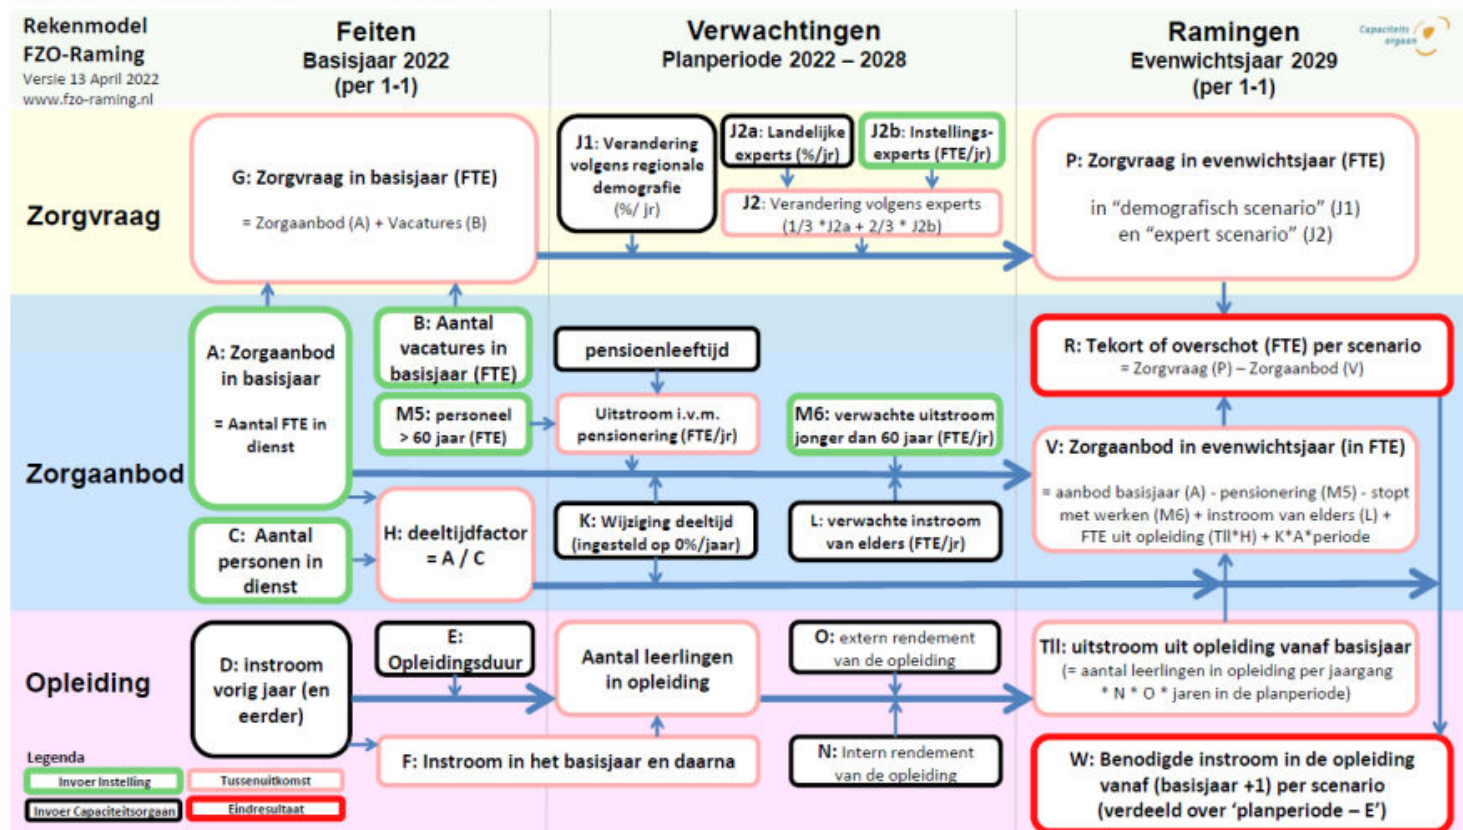 Rekenmodel
FZO-Raming
Versie 13 April 2022
www.fzo-raming.nl
Feiten
Basisjaar 2022
(per 1-1)
Verwachtingen
Planperiode 2022 – 2028
Ramingen
Evenwichtsjaar 2029
(per 1-1)
Capaciteits
orgaan
Zorgvraag
G: Zorgvraag in basisjaar (FTE)
= Zorgaanbod (A) + Vacatures (B)
J1: Verandering
volgens regionale
demografie
(%/ jr)
J2a: Landelijke
experts (%/jr)
J2b: Instellings-
experts (FTE/jr)
J2: Verandering volgens experts
(1/3 *J2a + 2/3 * J2b)
P: Zorgvraag in evenwichtsjaar (FTE)
in “demografisch scenario” (J1)
en “expert scenario” (J2)
Zorgaanbod
A: Zorgaanbod
in basisjaar
= Aantal FTE in
dienst
B: Aantal
vacatures in
basisjaar (FTE)
M5: personeel
> 60 jaar (FTE)
C: Aantal
personen in
dienst
H: deeltijdfactor
= A / C
pensioenleeftijd
Uitstroom i.v.m.
pensionering (FTE/jr)
M6: verwachte uitstroom
jonger dan 60 jaar (FTE/jr)
K: Wijziging deeltijd
(ingesteld op 0%/jaar)
L: verwachte instroom
van elders (FTE/jr)
R: Tekort of overschot (FTE) per scenario
= Zorgvraag (P) – Zorgaanbod (V)
V: Zorgaanbod in evenwichtsjaar (in FTE)
= aanbod basisjaar (A) - pensionering (M5) - stopt
met werken (M6) + instroom van elders (L) +
FTE uit opleiding (Tll*H) + K*A*periode
Opleiding
D: instroom
vorig jaar (en
eerder)
E:
Opleidingsduur
Aantal leerlingen
in opleiding
F: Instroom in het basisjaar en daarna
O: extern rendement
van de opleiding
N: Intern rendement
van de opleiding
Tll: uitstroom uit opleiding vanaf basisjaar
(= aantal leerlingen in opleiding per jaargang
* N * O * jaren in de planperiode)
W: Benodigde instroom in de opleiding
vanaf (basisjaar +1) per scenario
(verdeeld over ‘planperiode – E’)
Legenda
Invoer Instelling
Tussenuitkomst
Invoer Capaciteitsorgaan
Eindresultaat